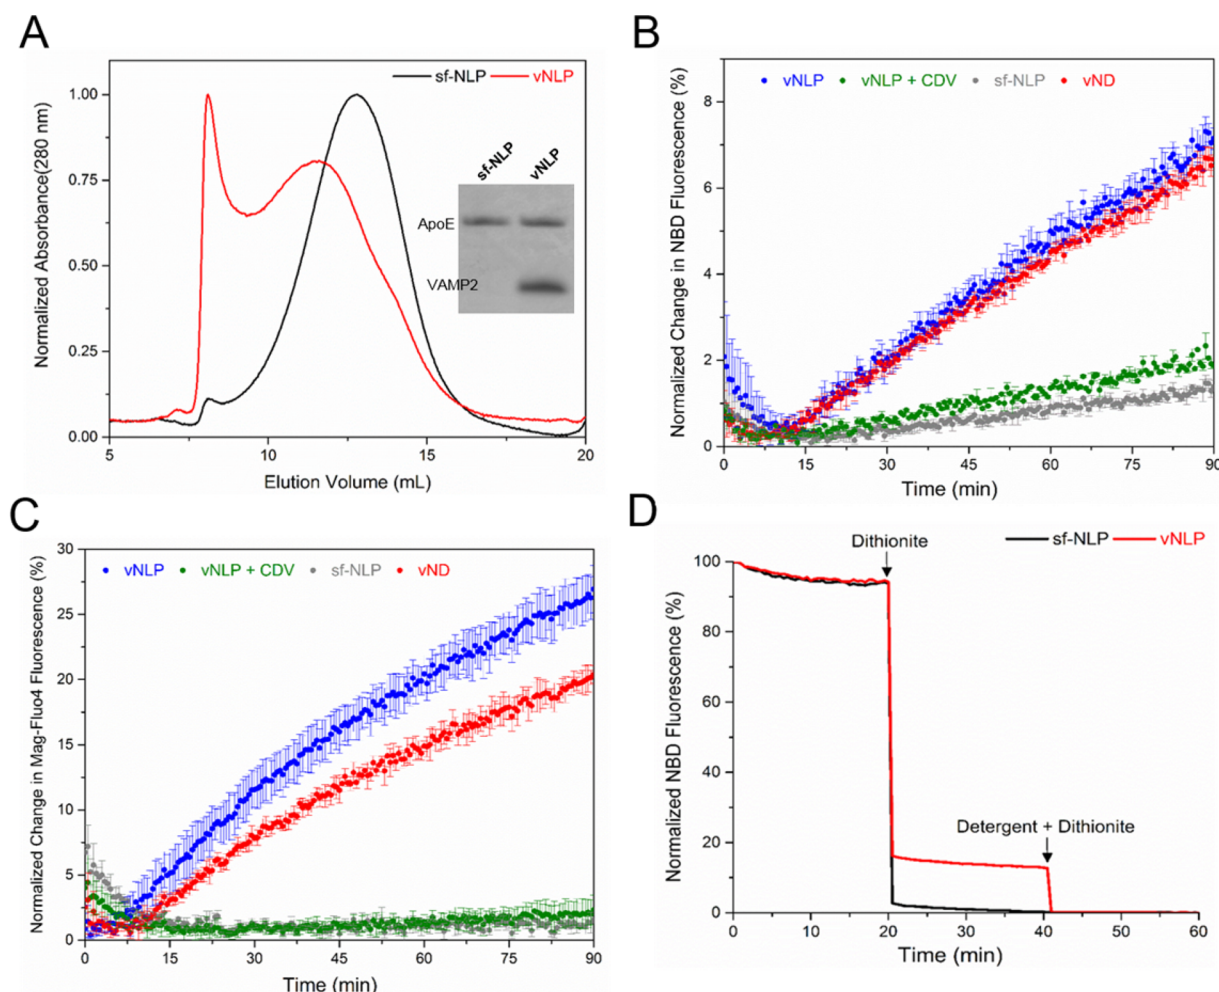 A
sf-NLP vNLP
Normalized Absorbance(280 nm)
1.00
0.75
0.50
0.25
0.00
sf-NLP vNLP
ApoE
VAMP2
5 10 15 20
Elution Volume (mL)
B
vNLP vNLP + CDV sf-NLP vND
Normalized Change in NBD Fluorescence (%)
8
6
4
2
0
0 15 30 45 60 75 90
Time (min)
C
vNLP vNLP + CDV sf-NLP vND
Normalized Change in Mag-Fluo4 Fluorescence (%)
30
25
20
15
10
5
0
0 15 30 45 60 75 90
Time (min)
D
sf-NLP vNLP
Dithionite
Detergent + Dithionite
Normalized NBD Fluorescence (%)
100
80
60
40
20
0
0 10 20 30 40 50 60
Time (min)